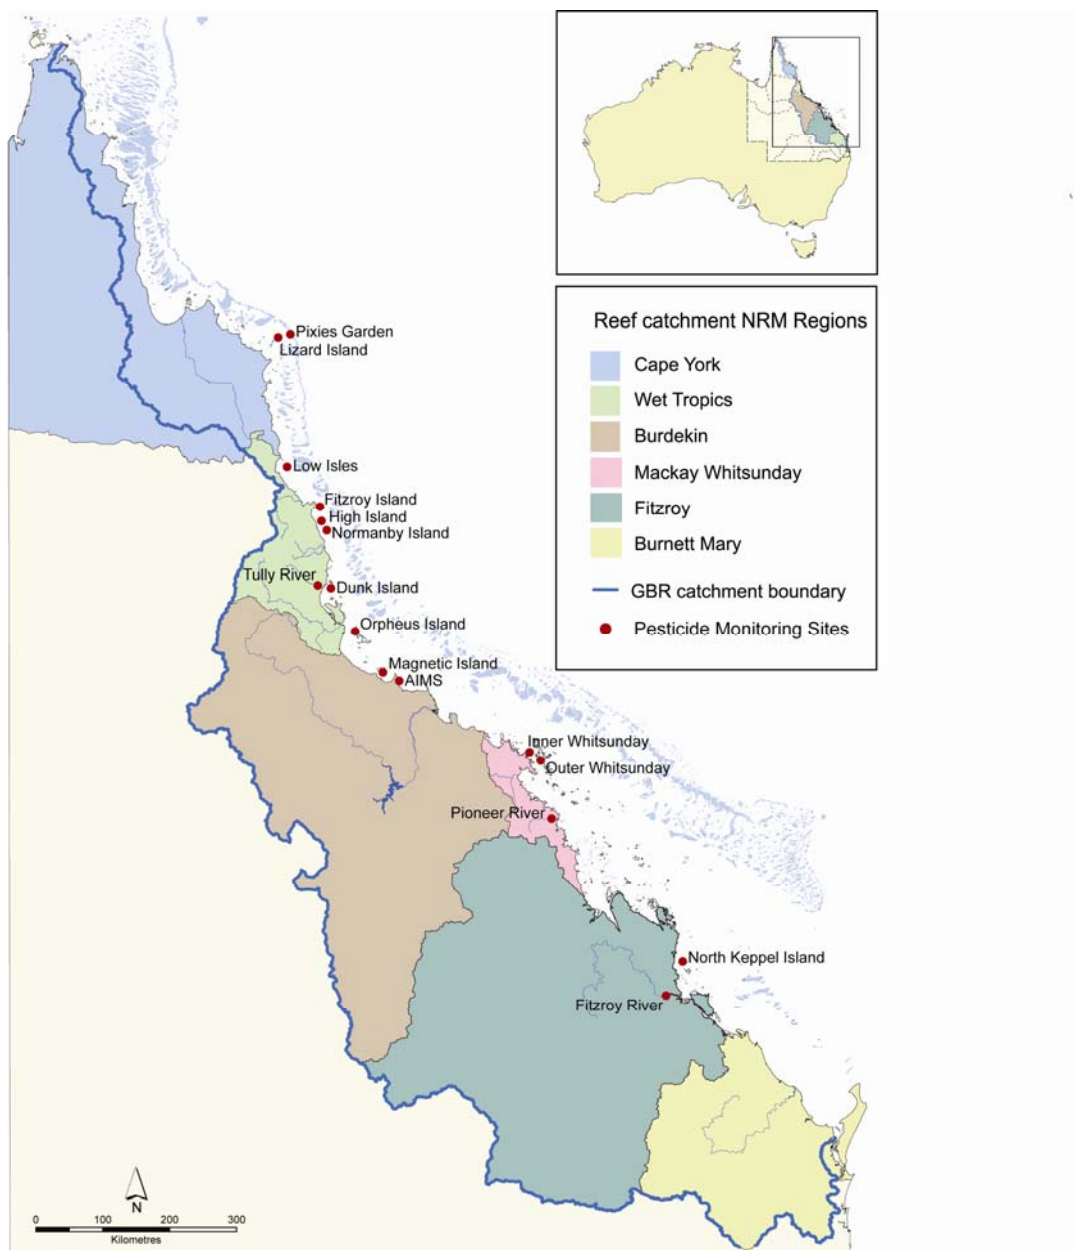 Pixies Garden
Lizard Island
Low Isles
Fitzroy Island
High Island
Normanby Island
Tully River
Dunk Island
Orpheus Island
Magnetic Island
AIMS
Inner Whitsunday
Outer Whitsunday
Pioneer River
North Keppel Island
Fitzroy River
Reef catchment NRM Regions
Cape York
Wet Tropics
Burdekin
Mackay Whitsunday
Fitzroy
Burnett Mary
GBR catchment boundary
Pesticide Monitoring Sites
N
0 100 200 300
Kilometres